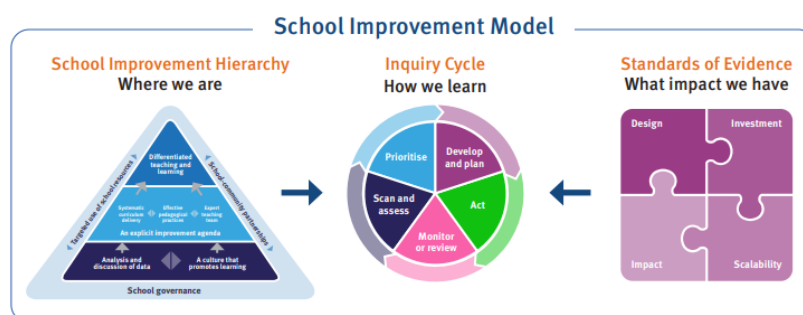 School Improvement Model
School Improvement Hierarchy
Where we are
Differentiated
teaching and
learning
Targeted use of school resources
School-community partnerships
Systematic
curriculum
delivery
Effective
pedagogical
practices
Expert
teaching
team
An explicit improvement agenda
Analysis and
discussion of data
A culture that
promotes learning
School governance
Inquiry Cycle
How we learn
Prioritise
Develop
and plan
Scan and
assess
Act
Monitor
or review
Standards of Evidence
What impact we have
Design
Investment
Impact
Scalability